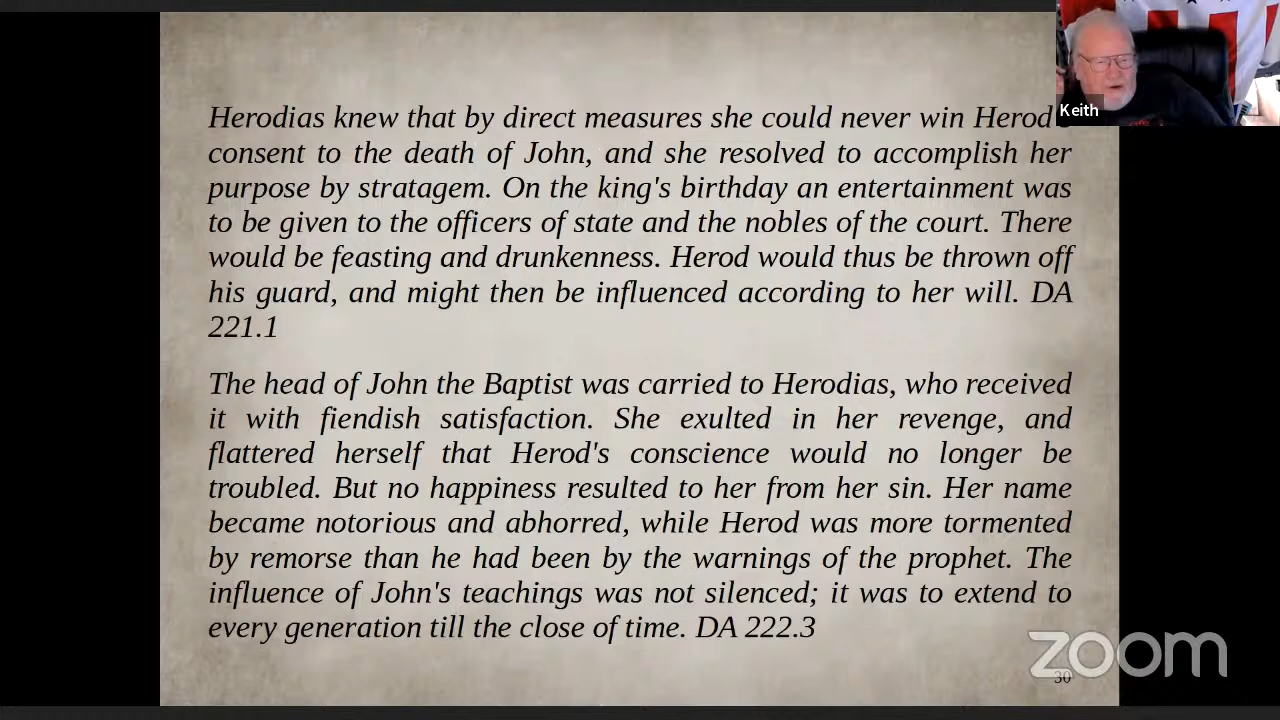 Keith
Herodias knew that by direct measures she could never win Herod's
consent to the death of John, and she resolved to accomplish her
purpose by stratagem. On the king's birthday an entertainment was
to be given to the officers of state and the nobles of the court. There
would be feasting and drunkenness. Herod would thus be thrown off
his guard, and might then be influenced according to her will. DA
221.1
The head of John the Baptist was carried to Herodias, who received
it with fiendish satisfaction. She exulted in her revenge, and
flattered herself that Herod's conscience would no longer be
troubled. But no happiness resulted to her from her sin. Her name
became notorious and abhorred, while Herod was more tormented
by remorse than he had been by the warnings of the prophet. The
influence of John's teachings was not silenced; it was to extend to
every generation till the close of time. DA 222.3
zoom
30